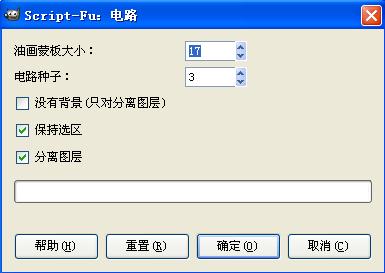 Script-Fu: 电路
油画蒙板大小： 17
电路种子： 3
没有背景(只对分离图层)
保持选区
分离图层
帮助(H) 重置(R) 确定(O) 取消(C)